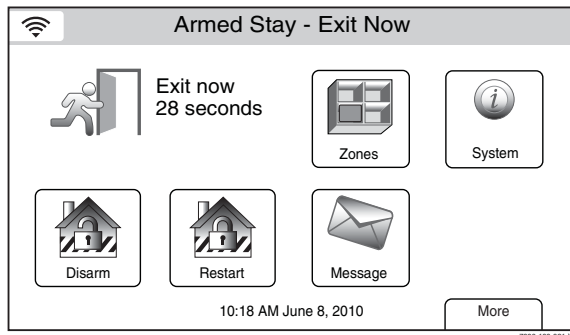 Armed Stay - Exit Now
Exit now
28 seconds
Zones
System
Disarm
Restart
Message
10:18 AM June 8, 2010
More